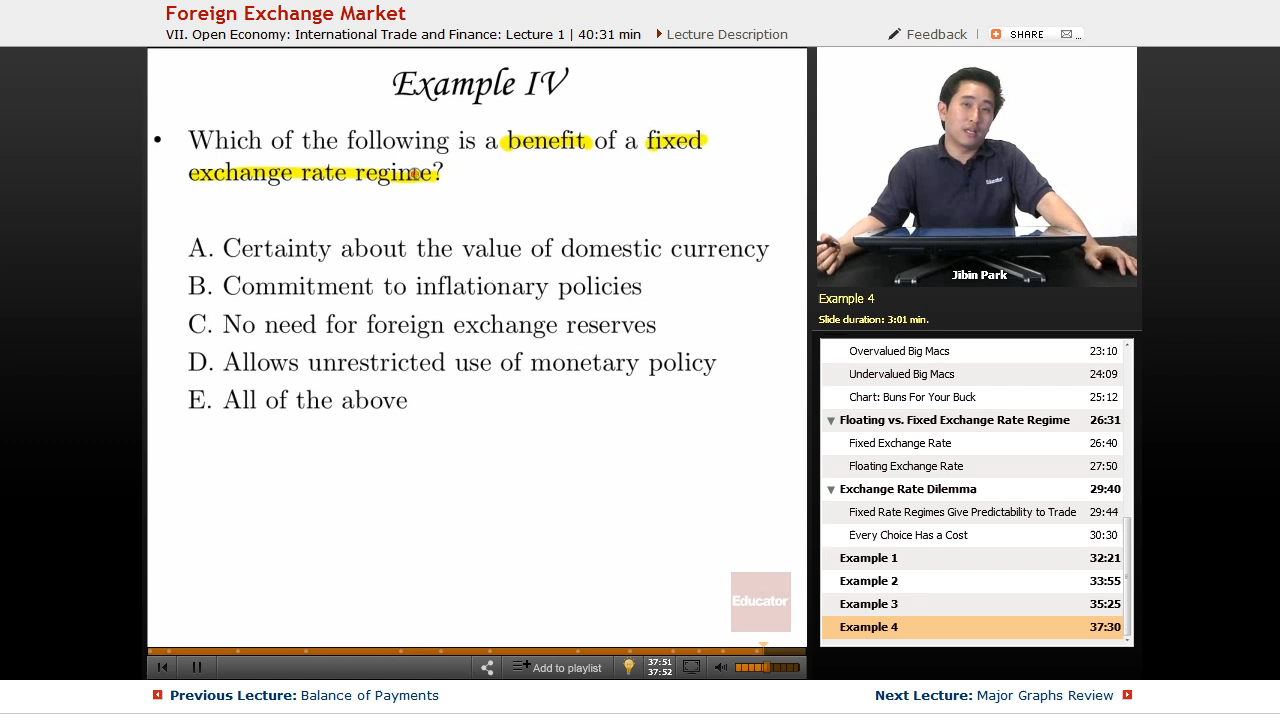 Foreign Exchange Market
VII. Open Economy: International Trade and Finance: Lecture 1 | 40:31 min
Lecture Description
Feedback
SHARE
Example IV
• Which of the following is a benefit of a fixed
exchange rate regime?
A. Certainty about the value of domestic currency
B. Commitment to inflationary policies
C. No need for foreign exchange reserves
D. Allows unrestricted use of monetary policy
E. All of the above
Educator
Educator
Jibin Park
Example 4
Slide duration: 3:01 min.
Overvalued Big Macs 23:10
Undervalued Big Macs 24:09
Chart: Buns For Your Buck 25:12
Floating vs. Fixed Exchange Rate Regime 26:31
Fixed Exchange Rate 26:40
Floating Exchange Rate 27:50
Exchange Rate Dilemma 29:40
Fixed Rate Regimes Give Predictability to Trade 29:44
Every Choice Has a Cost 30:30
Example 1 32:21
Example 2 33:55
Example 3 35:25
Example 4 37:30
Add to playlist
37:51
37:52
Previous Lecture: Balance of Payments
Next Lecture: Major Graphs Review